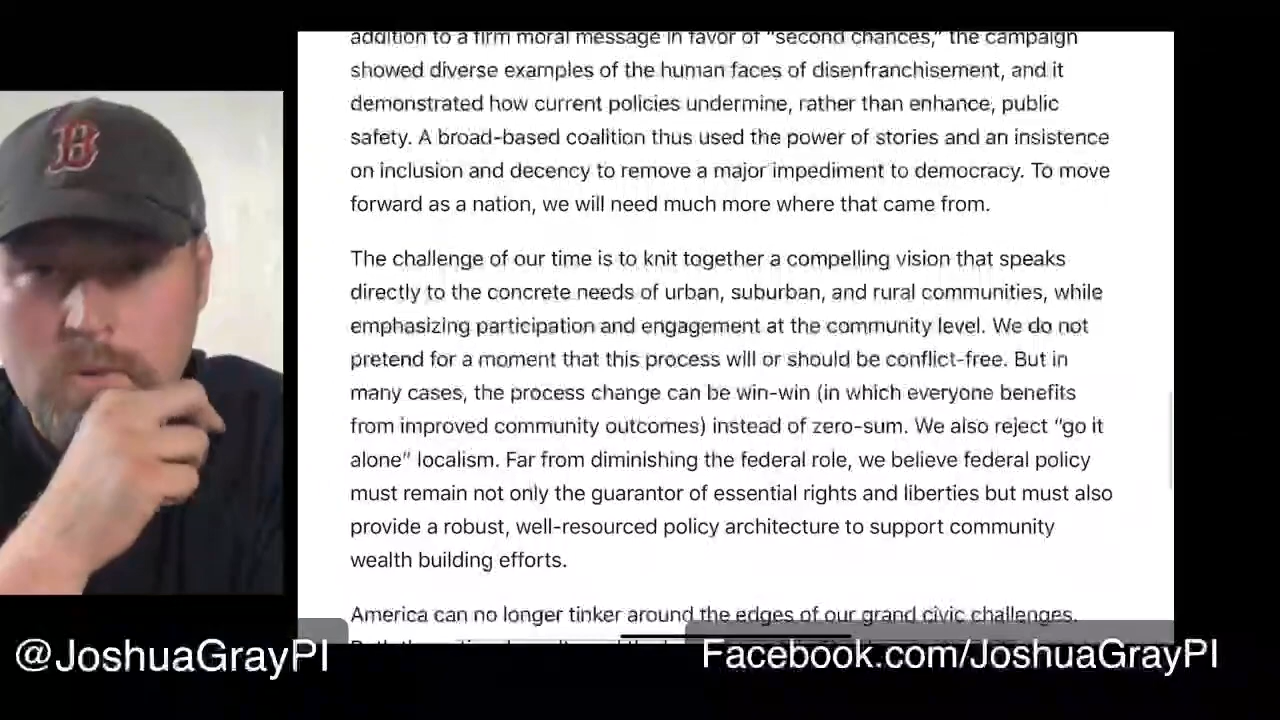 addition to a firm moral message in favor of “second chances,” the campaign
showed diverse examples of the human faces of disenfranchisement, and it
demonstrated how current policies undermine, rather than enhance, public
safety. A broad-based coalition thus used the power of stories and an insistence
on inclusion and decency to remove a major impediment to democracy. To move
forward as a nation, we will need much more where that came from.
The challenge of our time is to knit together a compelling vision that speaks
directly to the concrete needs of urban, suburban, and rural communities, while
emphasizing participation and engagement at the community level. We do not
pretend for a moment that this process will or should be conflict-free. But in
many cases, the process change can be win-win (in which everyone benefits
from improved community outcomes) instead of zero-sum. We also reject “go it
alone” localism. Far from diminishing the federal role, we believe federal policy
must remain not only the guarantor of essential rights and liberties but must also
provide a robust, well-resourced policy architecture to support community
wealth building efforts.
America can no longer tinker around the edges of our grand civic challenges.
B
@JoshuaGrayPI
Facebook.com/JoshuaGrayPI